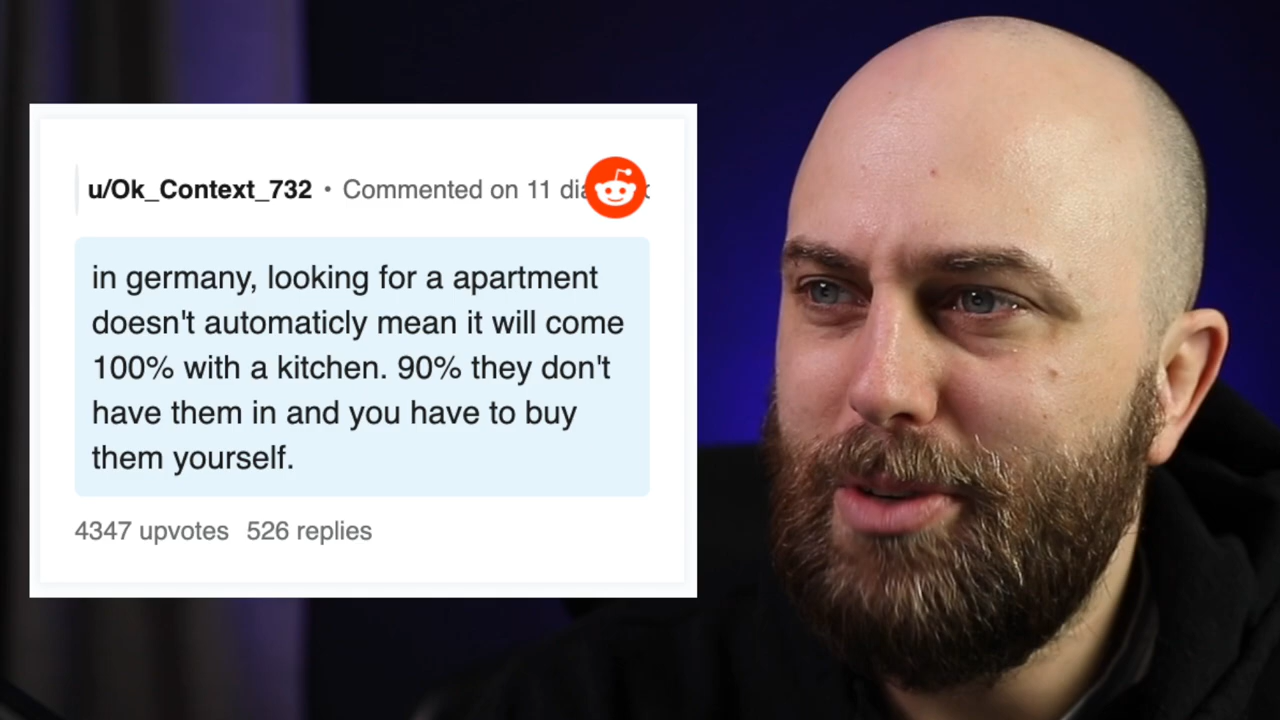 u/Ok_Context_732 • Commented on 11
in germany, looking for a apartment
doesn't automaticly mean it will come
100% with a kitchen. 90% they don't
have them in and you have to buy
them yourself.
4347 upvotes 526 replies